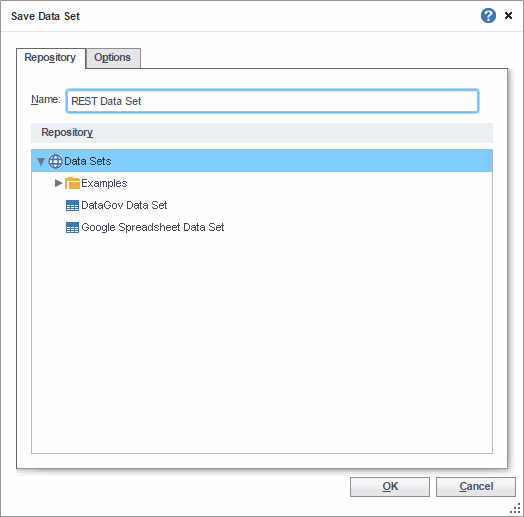 Save Data Set
Repository Options
Name: REST Data Set
Repository
Data Sets
Examples
DataGov Data Set
Google Spreadsheet Data Set
OK Cancel